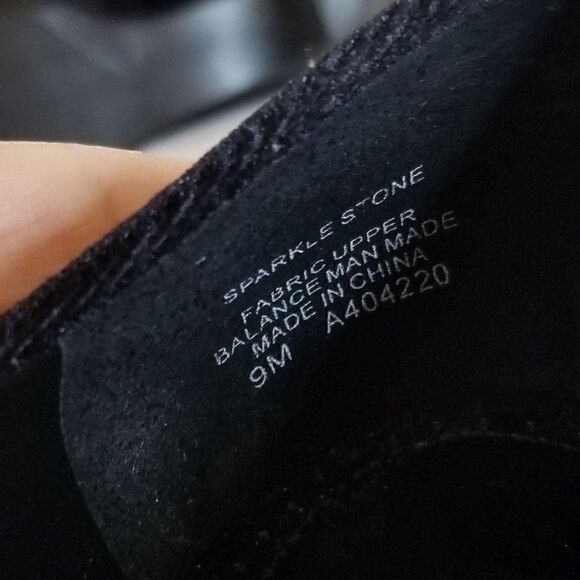 SPARKLE STONE
FABRIC UPPER
BALANCE MAN MADE
MADE IN CHINA
9M A404220